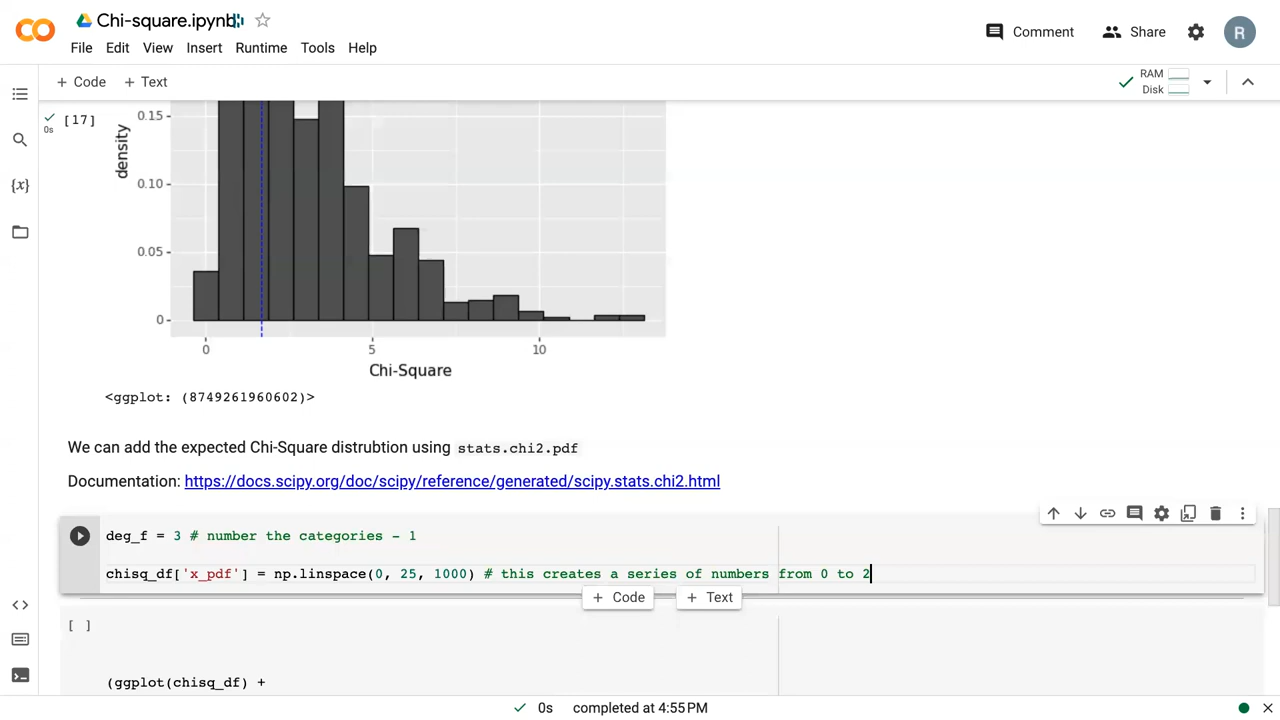 Chi-square.ipynb
File Edit View Insert Runtime Tools Help
Comment
Share
R
+ Code + Text
RAM
Disk
0s
[17]
0.15
0.10
0.05
0
density
0 5 10
Chi-Square
<ggplot: (8749261960602)>
We can add the expected Chi-Square distrubtion using stats.chi2.pdf
Documentation: https://docs.scipy.org/doc/scipy/reference/generated/scipy.stats.chi2.html
deg_f = 3 # number the categories - 1
chisq_df['x_pdf'] = np.linspace(0, 25, 1000) # this creates a series of numbers from 0 to 2
+ Code + Text
[ ]
(ggplot(chisq_df) +
0s completed at 4:55 PM